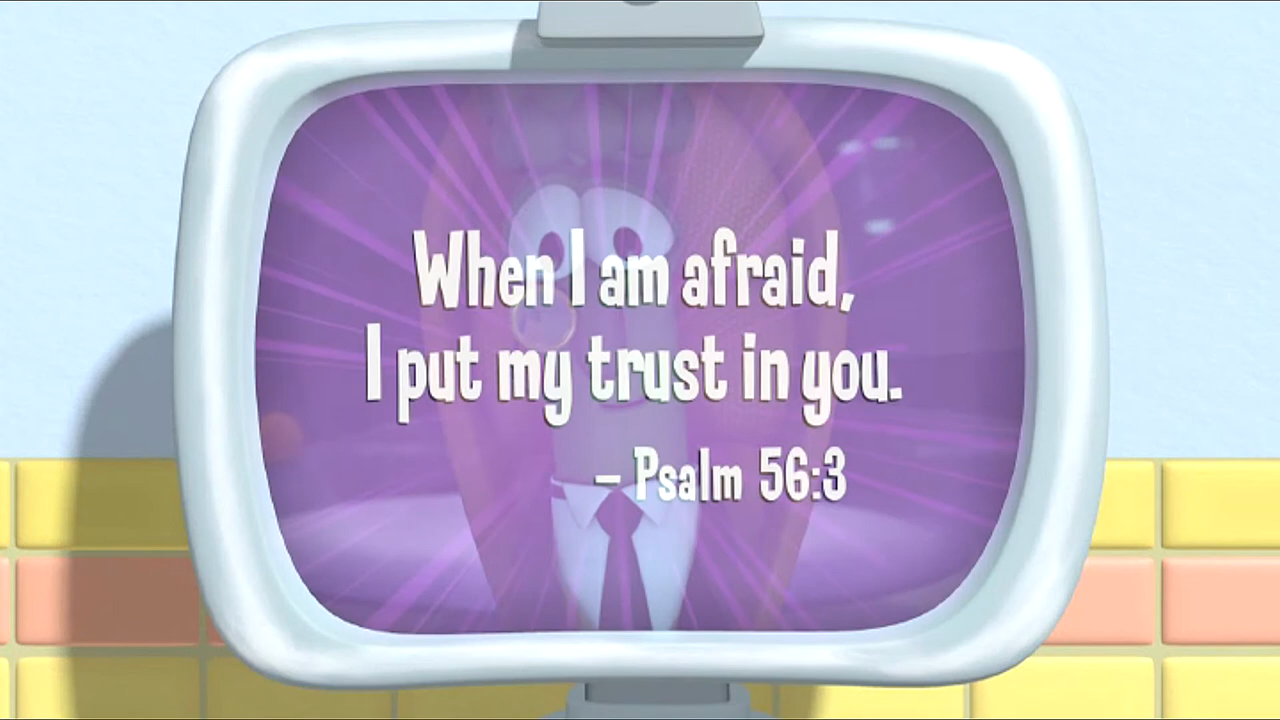 When I am afraid,
I put my trust in you.
– Psalm 56:3